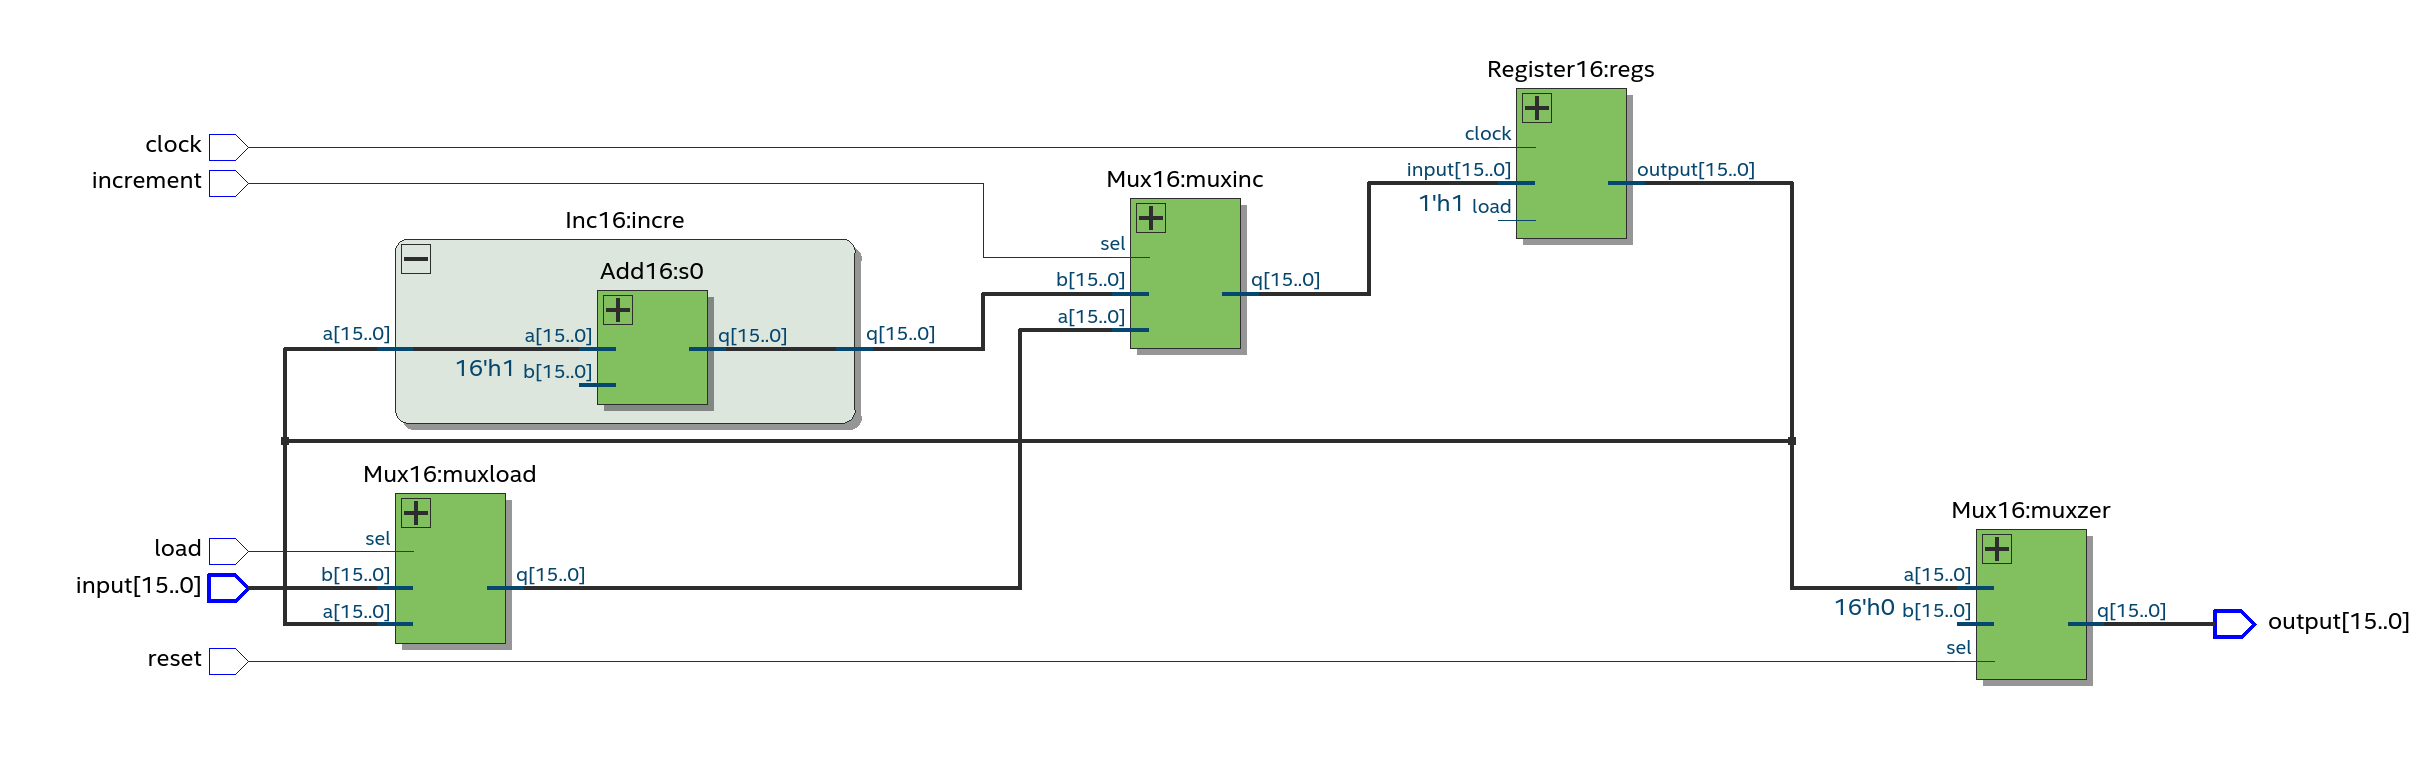 Register16:regs
clock
clock
increment
input[15..0]
output[15..0]
1'h1 load
Mux16:muxinc
sel
b[15..0]
q[15..0]
a[15..0]
Inc16:incre
Add16:s0
a[15..0]
a[15..0]
q[15..0]
q[15..0]
16'h1 b[15..0]
Mux16:muxload
load
sel
input[15..0]
b[15..0]
q[15..0]
a[15..0]
reset
Mux16:muxzer
a[15..0]
16'h0 b[15..0]
q[15..0]
output[15..0]
sel